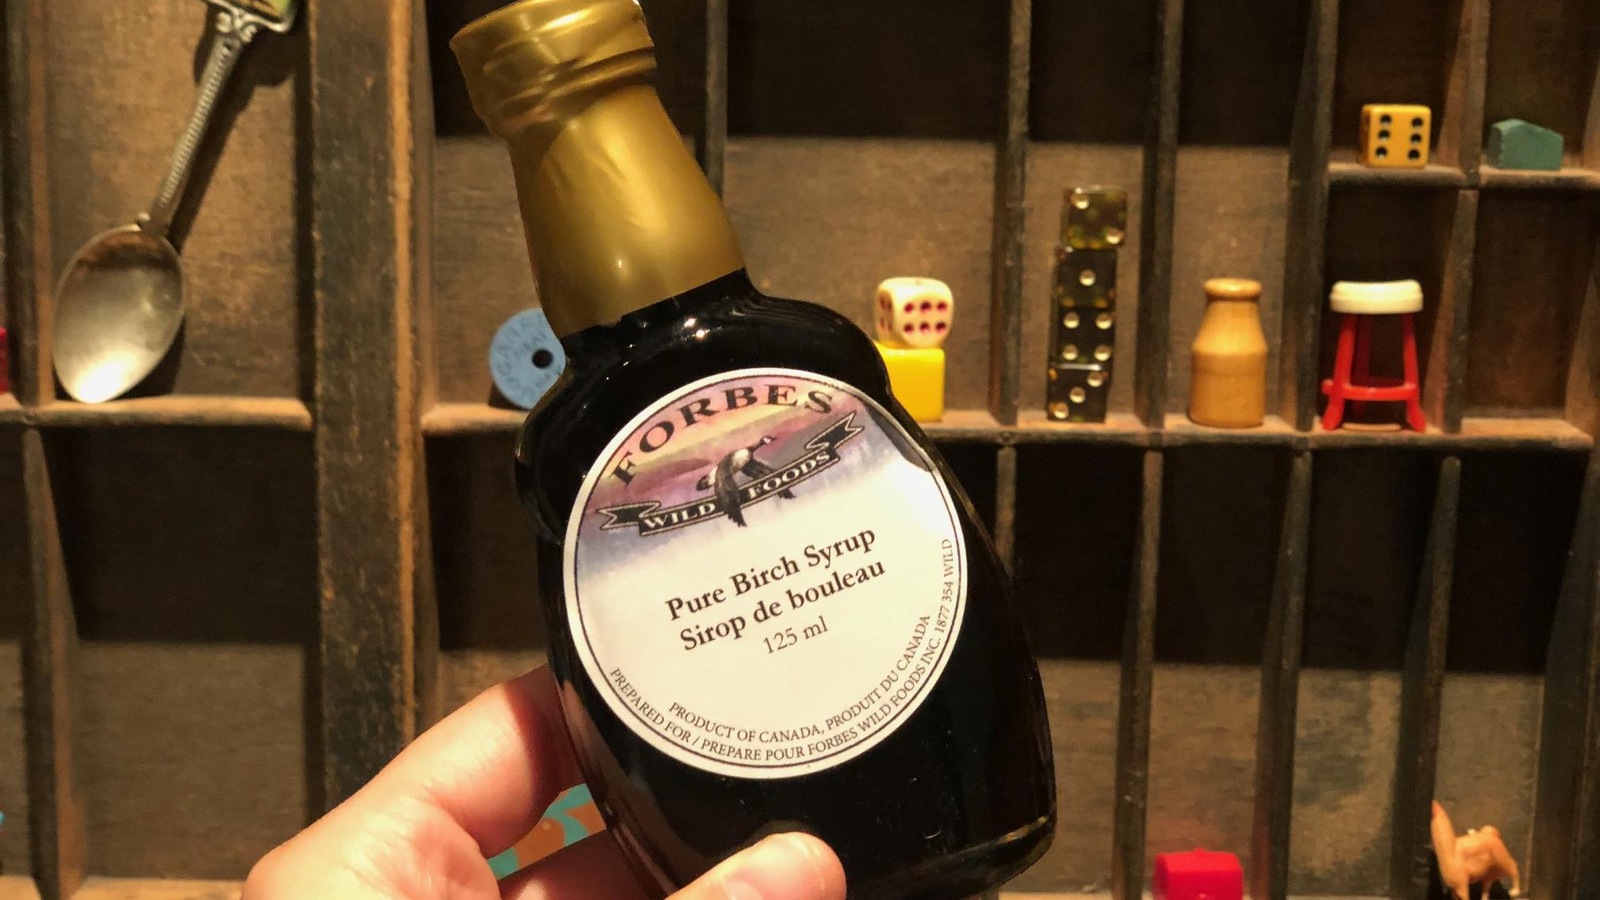 FORBES
WILD FOODS
Pure Birch Syrup
Sirop de bouleau
125 ml
PRODUCT OF CANADA, PRODUIT DU CANADA
PREPARED FOR / PREPARE POUR FORBES WILD FOODS INC. 1877 354 WILD